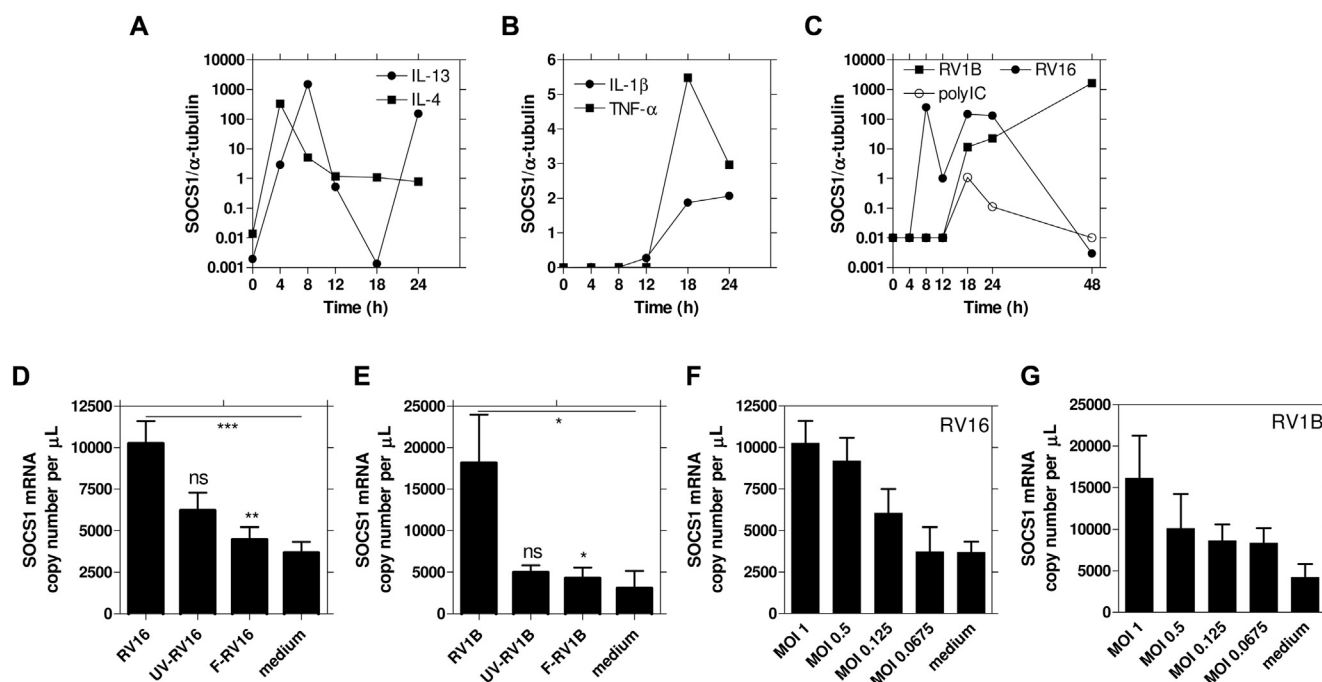 A
SOCS1/α-tubulin
10000
1000
100
10
1
0.1
0.01
0.001
IL-13
IL-4
0 4 8 12 18 24
Time (h)
B
SOCS1/α-tubulin
6
5
4
3
2
1
0
IL-1β
TNF-α
0 4 8 12 18 24
Time (h)
C
SOCS1/α-tubulin
RV1B RV16
polyIC
10000
1000
100
10
1
0.1
0.01
0.001
0 4 8 12 18 24 48
Time (h)
D
SOCS1 mRNA
copy number per μL
12500
10000
7500
5000
2500
0
***
ns
**
RV16
UV-RV16
F-RV16
medium
E
SOCS1 mRNA
copy number per μL
25000
20000
15000
10000
5000
0
*
ns
*
RV1B
UV-RV1B
F-RV1B
medium
F
SOCS1 mRNA
copy number per μL
RV16
12500
10000
7500
5000
2500
0
MOI 1
MOI 0.5
MOI 0.125
MOI 0.0675
medium
G
SOCS1 mRNA
copy number per μL
RV1B
25000
20000
15000
10000
5000
0
MOI 1
MOI 0.5
MOI 0.125
MOI 0.0675
medium